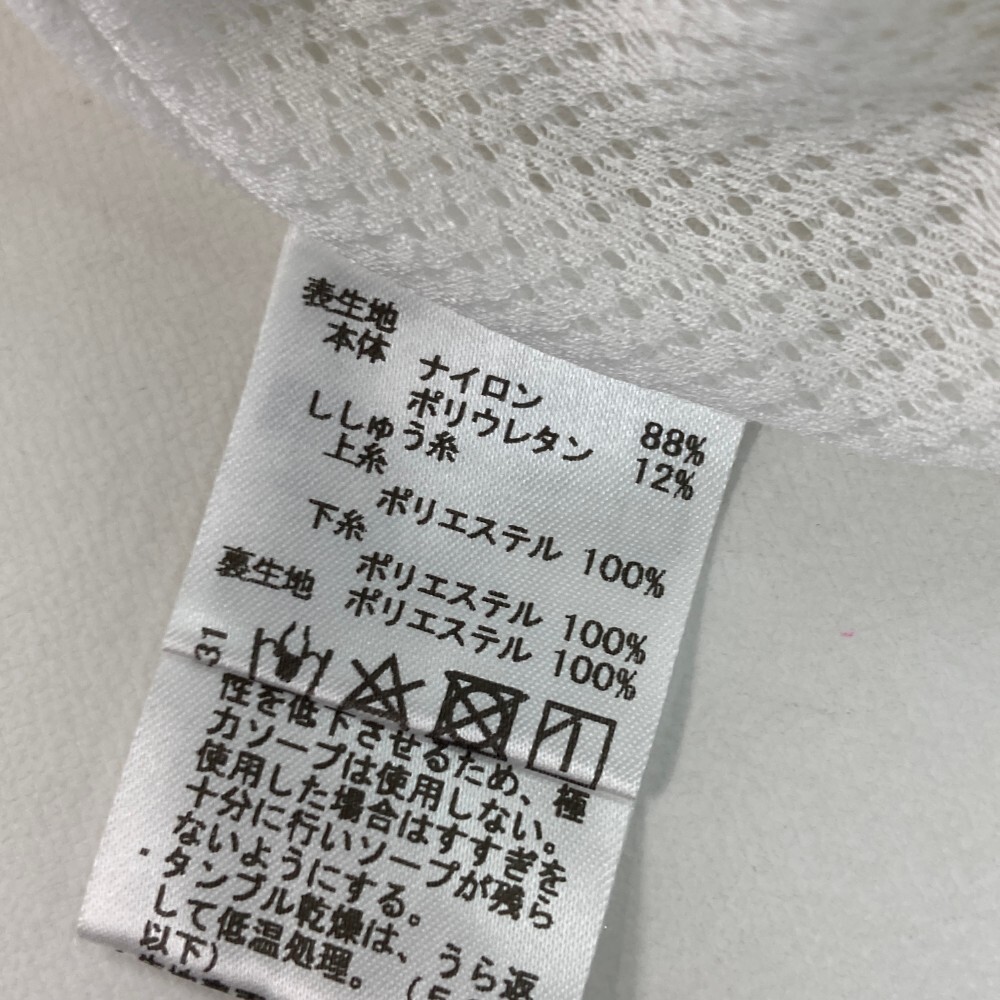 表生地
本体 ナイロン 88%
ポリウレタン 12%
ししゅう糸
上糸
ポリエステル 100%
下糸
ポリエステル 100%
裏生地 ポリエステル 100%
31
性を低下させるため、極
力ソープは使用しない。
使用した場合はすすぎを
十分に行いソープが残ら
ないようにする。
・タンブル乾燥は、うら返
して低温処理。(5
以下)